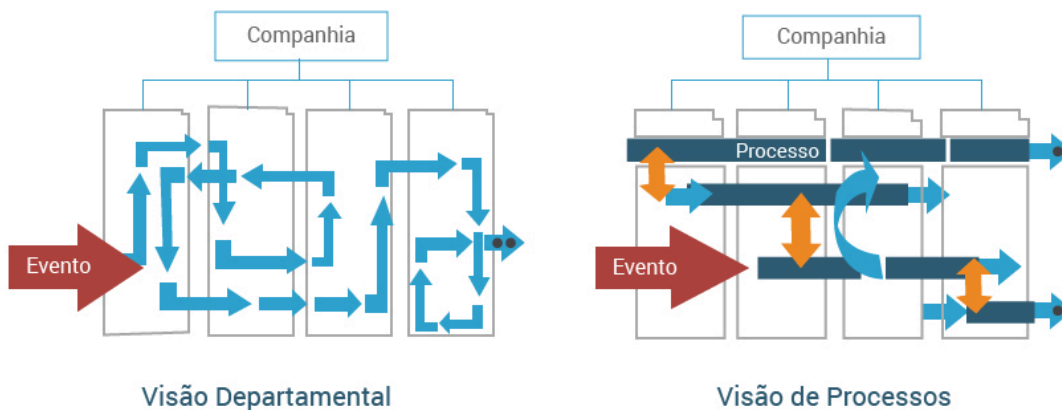 Companhia
Companhia
Processo
Evento
Evento
Visão Departamental
Visão de Processos